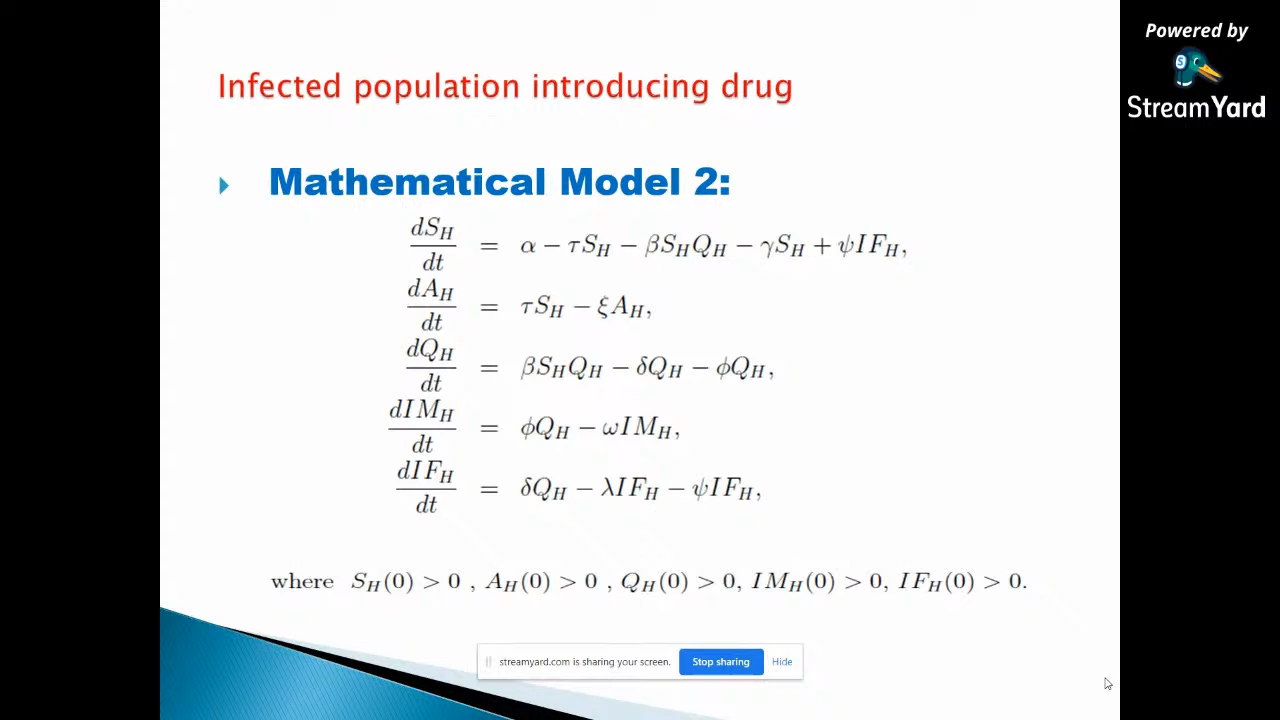 Powered by
StreamYard
Infected population introducing drug
Mathematical Model 2:
dS_H/dt = α − τS_H − βS_HQ_H − γS_H + ψIF_H,
dA_H/dt = τS_H − ξA_H,
dQ_H/dt = βS_HQ_H − δQ_H − ϕQ_H,
dIM_H/dt = ϕQ_H − ωIM_H,
dIF_H/dt = δQ_H − λIF_H − ψIF_H,
where S_H(0) > 0 , A_H(0) > 0 , Q_H(0) > 0, IM_H(0) > 0, IF_H(0) > 0.
streamyard.com is sharing your screen. Stop sharing Hide